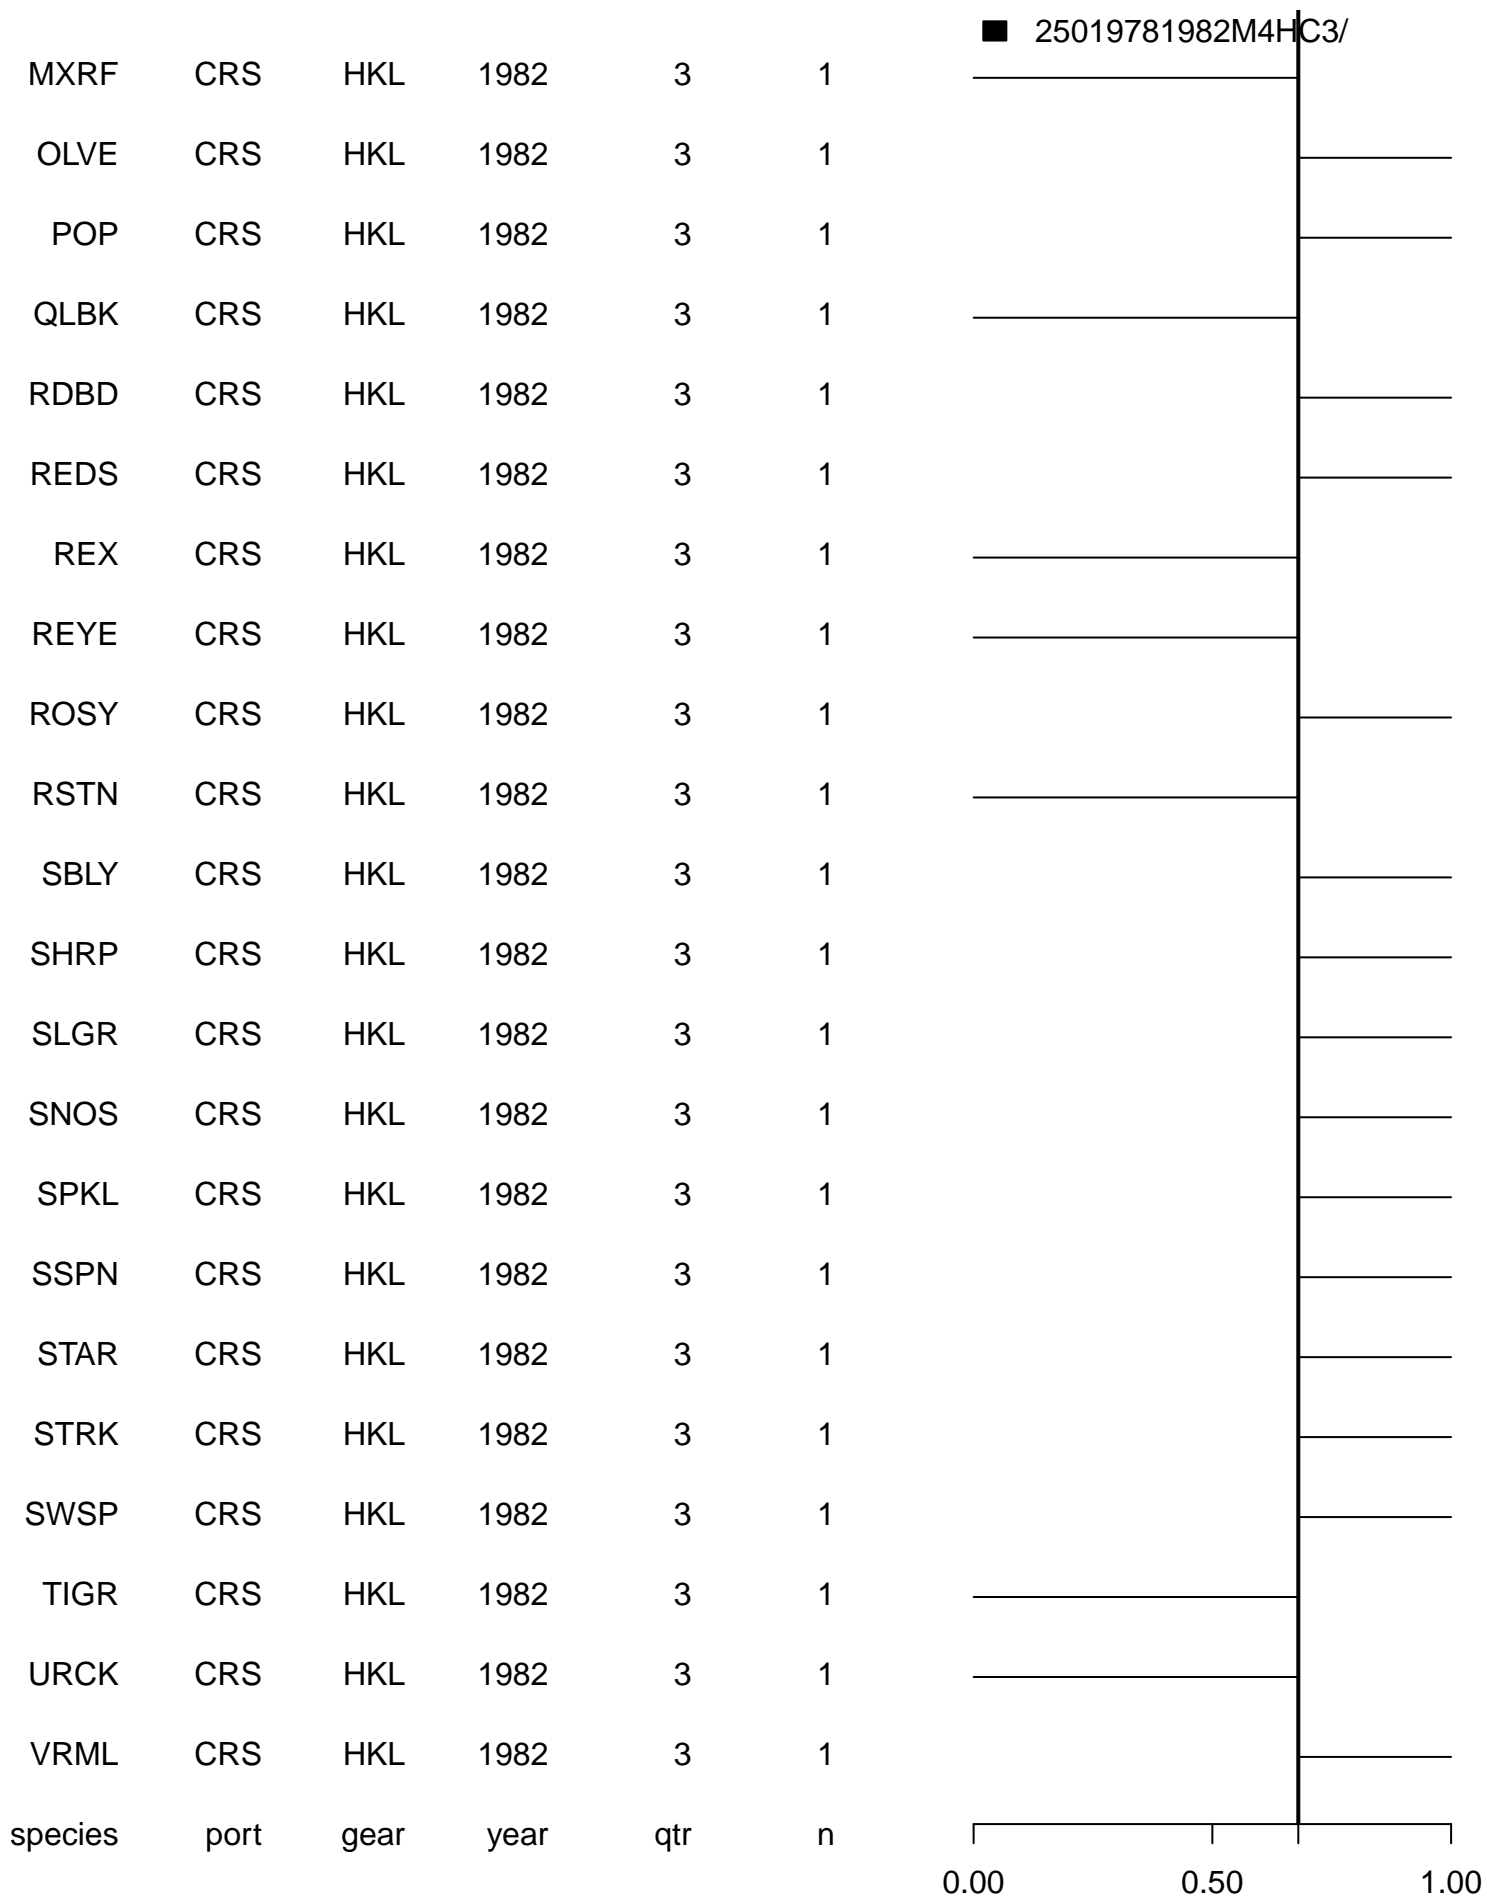 25019781982M4HC3/
MXRF CRS HKL 1982 3 1
OLVE CRS HKL 1982 3 1
POP CRS HKL 1982 3 1
QLBK CRS HKL 1982 3 1
RDBD CRS HKL 1982 3 1
REDS CRS HKL 1982 3 1
REX CRS HKL 1982 3 1
REYE CRS HKL 1982 3 1
ROSY CRS HKL 1982 3 1
RSTN CRS HKL 1982 3 1
SBLY CRS HKL 1982 3 1
SHRP CRS HKL 1982 3 1
SLGR CRS HKL 1982 3 1
SNOS CRS HKL 1982 3 1
SPKL CRS HKL 1982 3 1
SSPN CRS HKL 1982 3 1
STAR CRS HKL 1982 3 1
STRK CRS HKL 1982 3 1
SWSP CRS HKL 1982 3 1
TIGR CRS HKL 1982 3 1
URCK CRS HKL 1982 3 1
VRML CRS HKL 1982 3 1
species port gear year qtr n
0.00 0.50 1.00